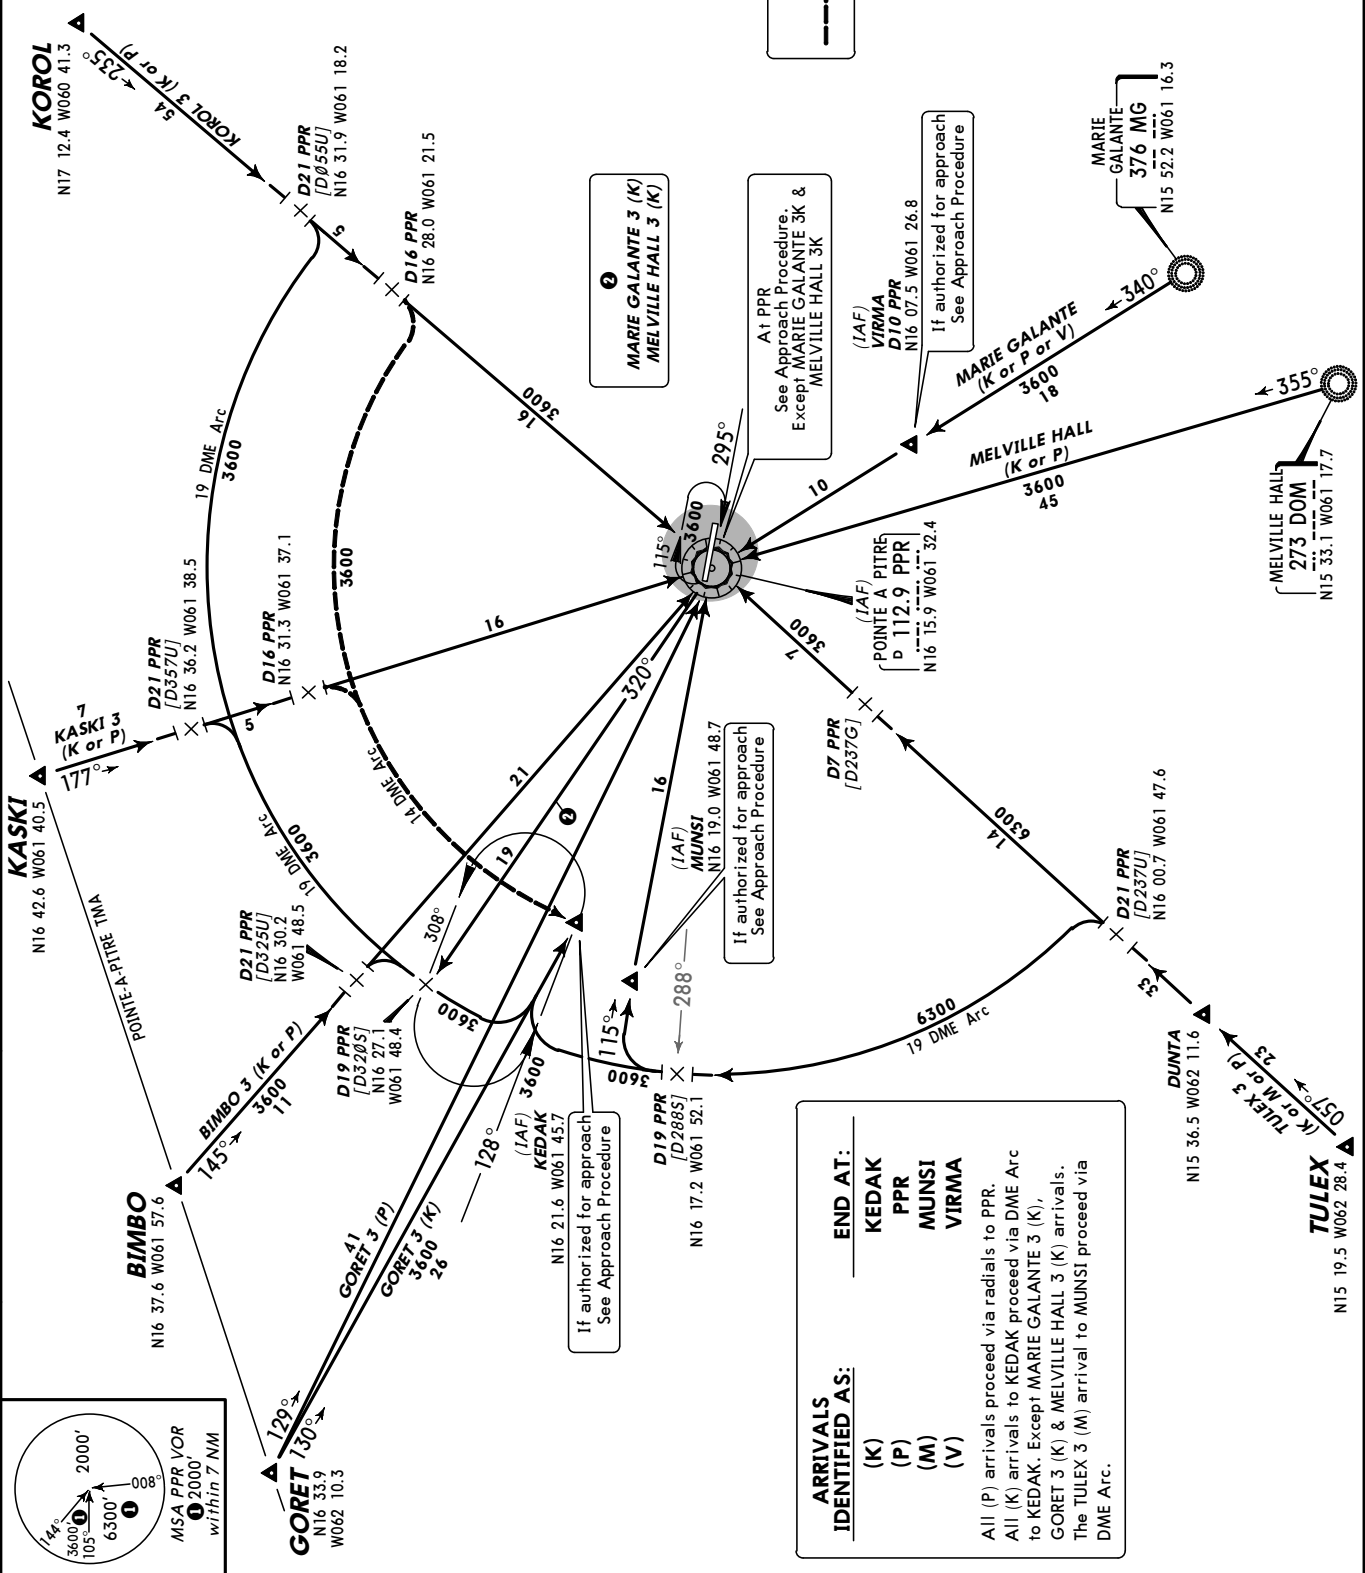 KOROL
N17 12.4 W060 41.3
235°
KOROL 3 (K or P)
54
D21 PPR
[DØ55U]
N16 31.9 W061 18.2
5
D16 PPR
N16 28.0 W061 21.5
3600
16
19 DME Arc
3600
3600
14 DME Arc
KASKI
N16 42.6 W061 40.5
177°
7
KASKI 3
(K or P)
D21 PPR
[D357U]
N16 36.2 W061 38.5
5
D16 PPR
N16 31.3 W061 37.1
16
POINTE-A-PITRE TMA
3600
19 DME Arc
BIMBO
N16 37.6 W061 57.6
145°
BIMBO 3 (K or P)
3600
11
D21 PPR
[D325U]
N16 30.2
W061 48.5
21
D19 PPR
[D32ØS]
N16 27.1
W061 48.4
308°
19
320°
2
3600
GORET
N16 33.9
W062 10.3
129°
130°
41
GORET 3 (P)
GORET 3 (K)
3600
26
128°
3600
(IAF)
KEDAK
N16 21.6 W061 45.7
If authorized for approach
See Approach Procedure
115°
3600
(IAF)
MUNSI
N16 19.0 W061 48.7
If authorized for approach
See Approach Procedure
16
288°
D19 PPR
[D288S]
N16 17.2 W061 52.1
6300
19 DME Arc
2
MARIE GALANTE 3 (K)
MELVILLE HALL 3 (K)
115°
3600
295°
At PPR
See Approach Procedure.
Except MARIE GALANTE 3K &
MELVILLE HALL 3K
(IAF)
POINTE A PITRE
D 112.9 PPR
N16 15.9 W061 32.4
(IAF)
VIRMA
D10 PPR
N16 07.5 W061 26.8
If authorized for approach
See Approach Procedure
10
MARIE GALANTE
(K or P or V)
3600
18
340°
MARIE
GALANTE
376 MG
N15 52.2 W061 16.3
MELVILLE HALL
(K or P)
3600
45
355°
MELVILLE HALL
273 DOM
N15 33.1 W061 17.7
3600
7
D7 PPR
[D237G]
6300
14
D21 PPR
[D237U]
N16 00.7 W061 47.6
33
DUNTA
N15 36.5 W062 11.6
23
TULEX 3
(K or M or P)
057°
TULEX
N15 19.5 W062 28.4
144°
3600'
1
105°
6300'
1
2000'
008°
MSA PPR VOR
1 2000'
within 7 NM
ARRIVALS
IDENTIFIED AS: END AT:
(K) KEDAK
(P) PPR
(M) MUNSI
(V) VIRMA
All (P) arrivals proceed via radials to PPR.
All (K) arrivals to KEDAK proceed via DME Arc
to KEDAK. Except MARIE GALANTE 3 (K),
GORET 3 (K) & MELVILLE HALL 3 (K) arrivals.
The TULEX 3 (M) arrival to MUNSI proceed via
DME Arc.